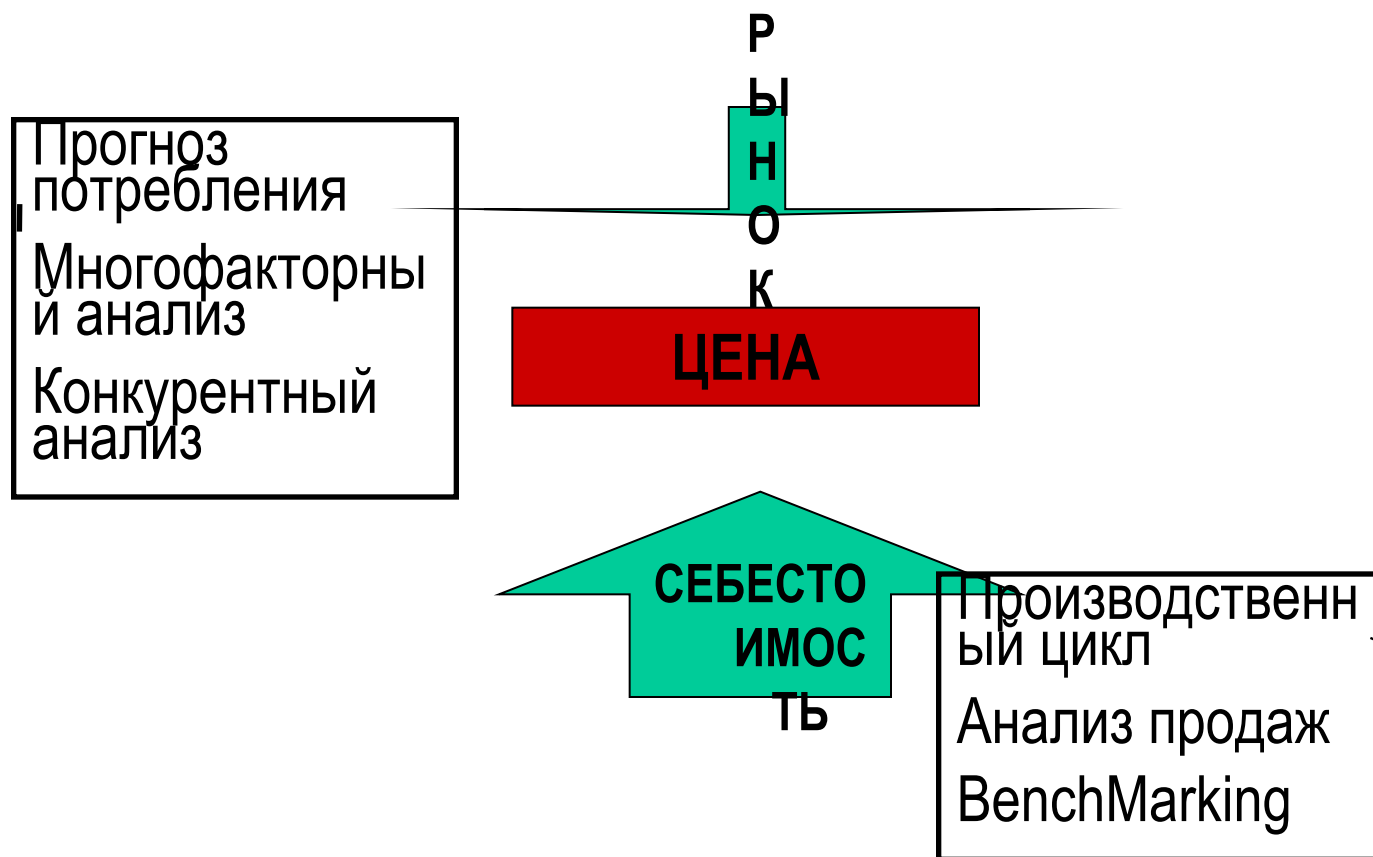 Р
Ы
Н
О
К
Прогноз
потребления
Многофакторны
й анализ
Конкурентный
анализ
ЦЕНА
СЕБЕСТО
ИМОС
ТЬ
Производственн
ый цикл
Анализ продаж
BenchMarking